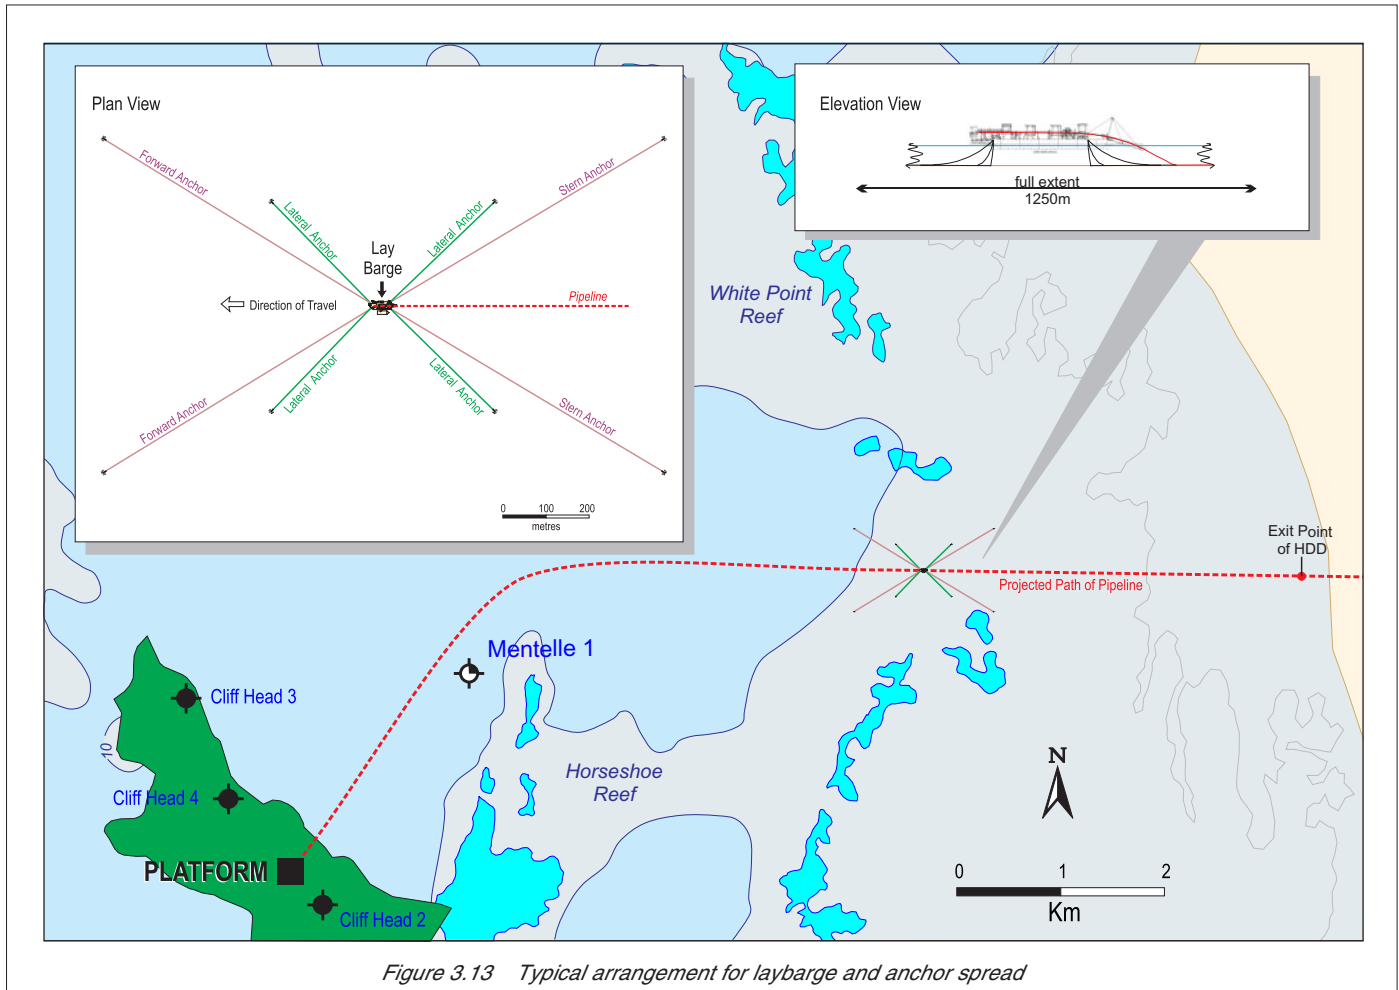 Plan View
Forward Anchor
Stern Anchor
Lateral Anchor
Lateral Anchor
Lay
Barge
Direction of Travel
Pipeline
Lateral Anchor
Lateral Anchor
Forward Anchor
Stern Anchor
0 100 200
metres
Elevation View
full extent
1250m
White Point
Reef
Exit Point
of HDD
Projected Path of Pipeline
Mentelle 1
Cliff Head 3
10
Cliff Head 4
Horseshoe
Reef
N
PLATFORM
Cliff Head 2
0 1 2
Km
Figure 3.13 Typical arrangement for laybarge and anchor spread